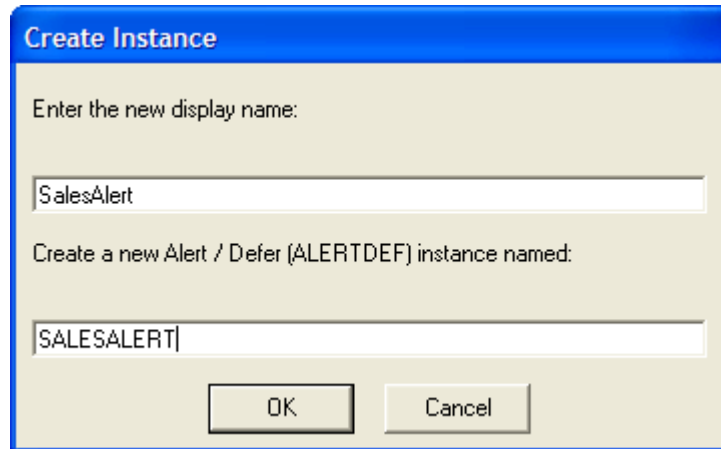 Create Instance
Enter the new display name:
SalesAlert
Create a new Alert / Defer (ALERTDEF) instance named:
SALESALERT
OK Cancel